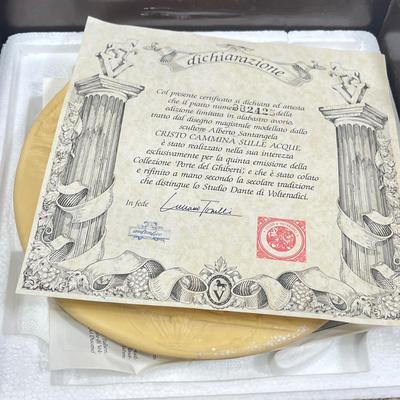 dichiarazione
Col presente certificato si dichiara ed attesta
che il piatto numero della
edizione limitata in alabastro avorio,
tratto dal disegno magistrale modellato dallo
scultore Alberto Santangela
CRISTO CAMMINA SULLE ACQUE
è stato realizzato nella sua interezza
esclusivamente per la quinta emissione della
Collezione 'Porte del Ghiberti', e che è stato colato
e rifinito a mano secondo la secolare tradizione
che distingue lo Studio Dante di Volteradici.
In fede